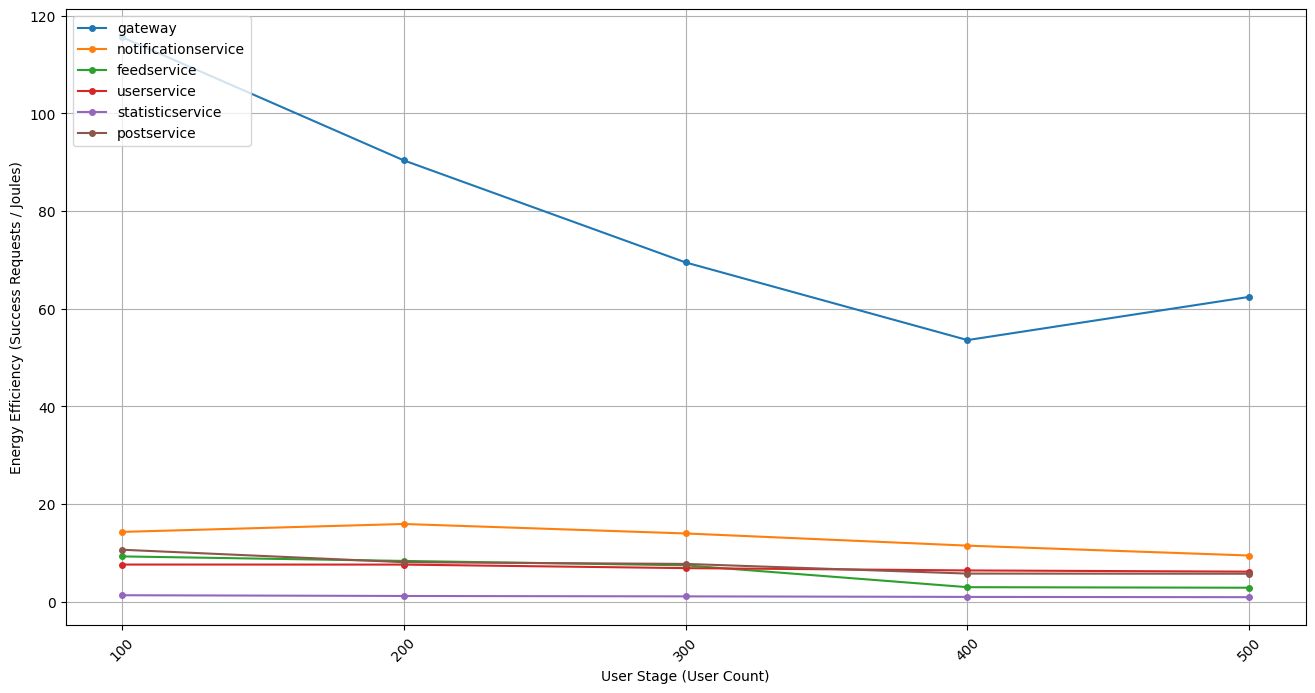 gateway
notificationservice
feedservice
userservice
statisticservice
postservice
Energy Efficiency (Success Requests / Joules)
120
100
80
60
40
20
0
100
200
300
400
500
User Stage (User Count)